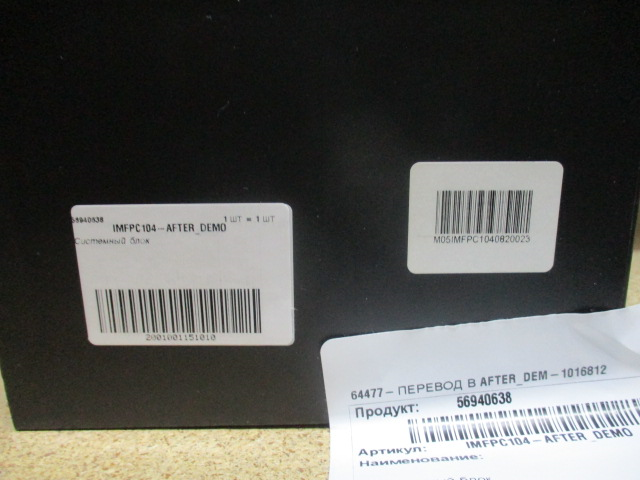 56940638 1 ШТ = 1 ШТ
IMFPC104-AFTER_DEMO
Системный блок
2001001151010
M05IMFPC1040820023
64477- ПЕРЕВОД В AFTER_DEM-1016812
Продукт: 56940638
Артикул: IMFPC104-AFTER_DEMO
Наименование:
блок